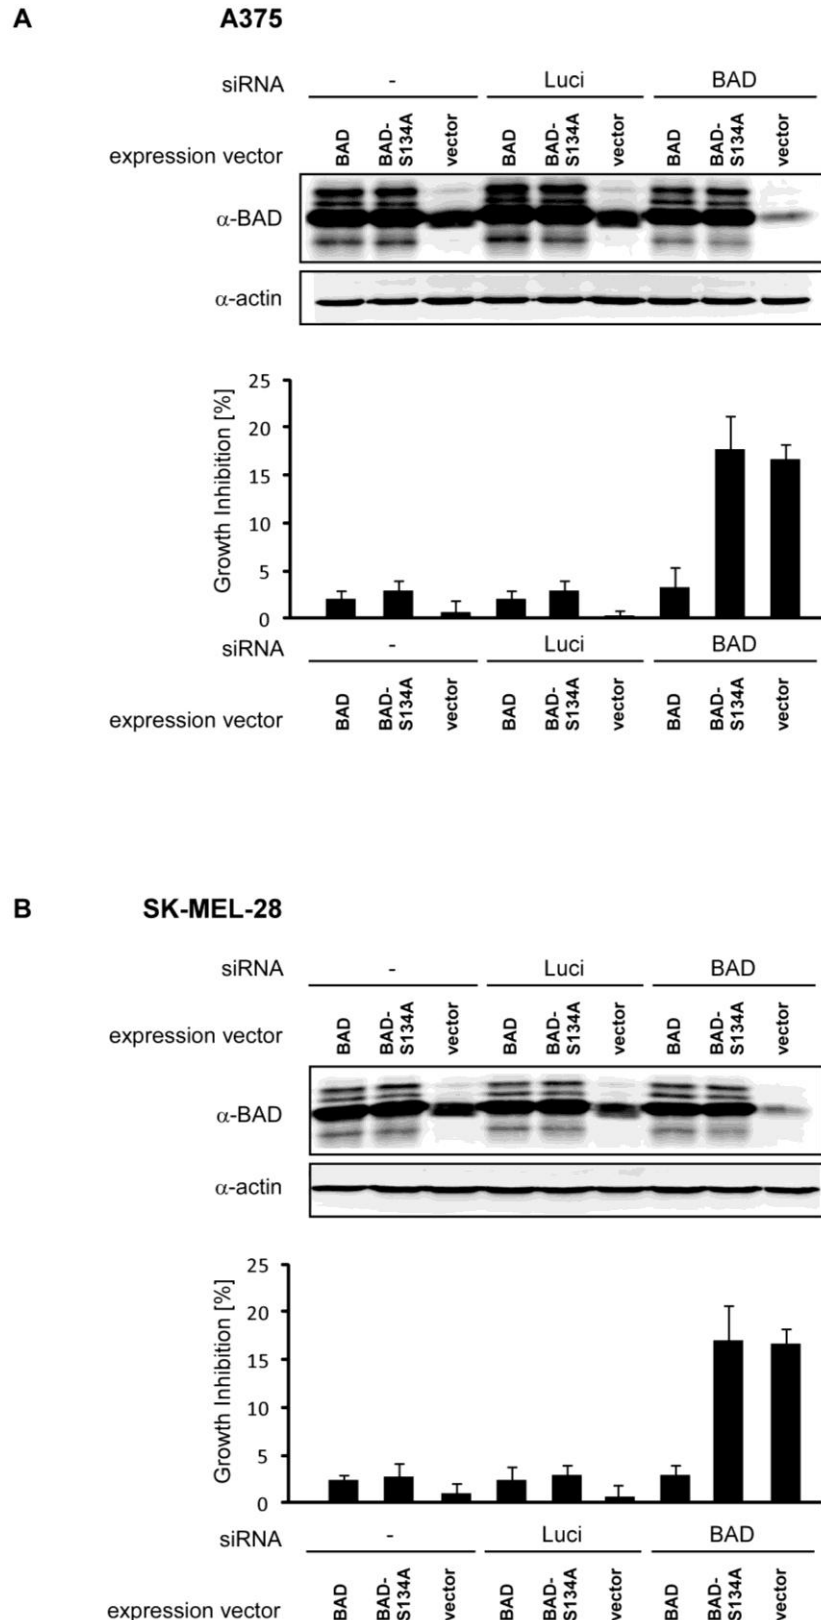 A A375
siRNA - Luci BAD
expression vector BAD BAD-S134A vector BAD BAD-S134A vector BAD BAD-S134A vector
α-BAD
α-actin
Growth Inhibition [%]
25
20
15
10
5
0
siRNA - Luci BAD
expression vector BAD BAD-S134A vector BAD BAD-S134A vector BAD BAD-S134A vector
B SK-MEL-28
siRNA - Luci BAD
expression vector BAD BAD-S134A vector BAD BAD-S134A vector BAD BAD-S134A vector
α-BAD
α-actin
Growth Inhibition [%]
25
20
15
10
5
0
siRNA - Luci BAD
expression vector BAD BAD-S134A vector BAD BAD-S134A vector BAD BAD-S134A vector